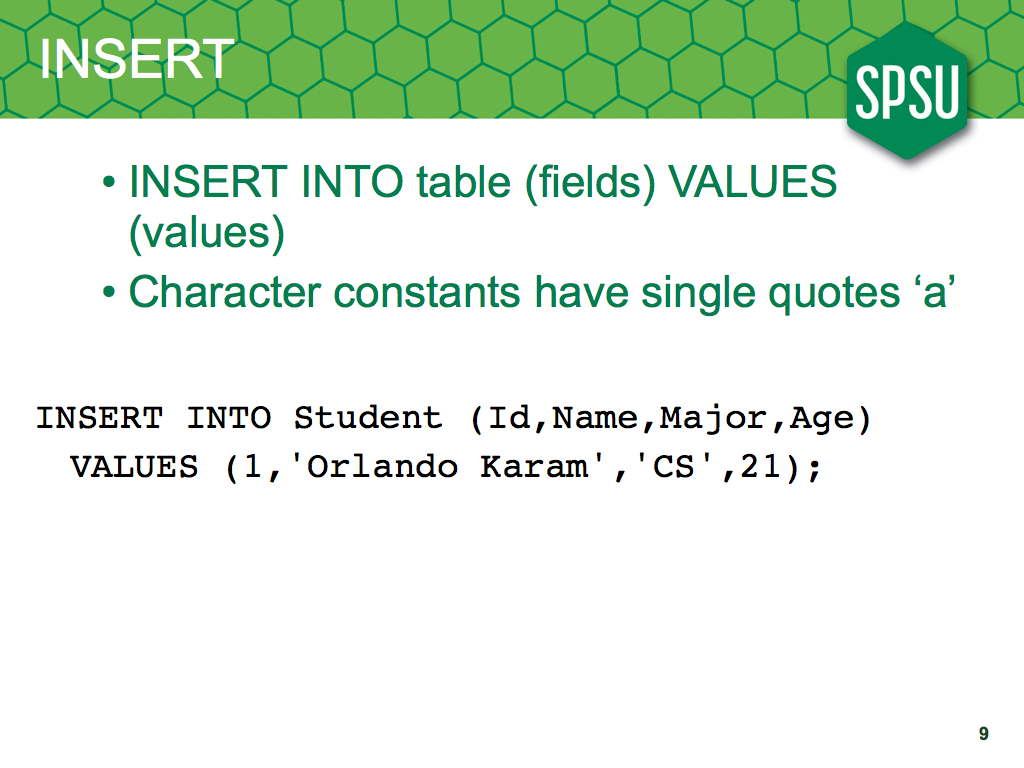 INSERT
SPSU
• INSERT INTO table (fields) VALUES
(values)
• Character constants have single quotes ‘a’
INSERT INTO Student (Id,Name,Major,Age)
VALUES (1,'Orlando Karam','CS',21);
9